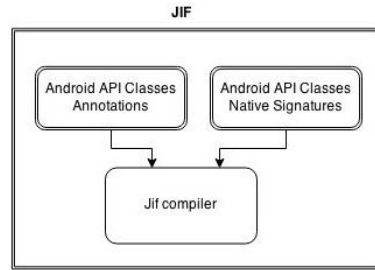 JIF
Android API Classes
Annotations
Android API Classes
Native Signatures
Jif compiler